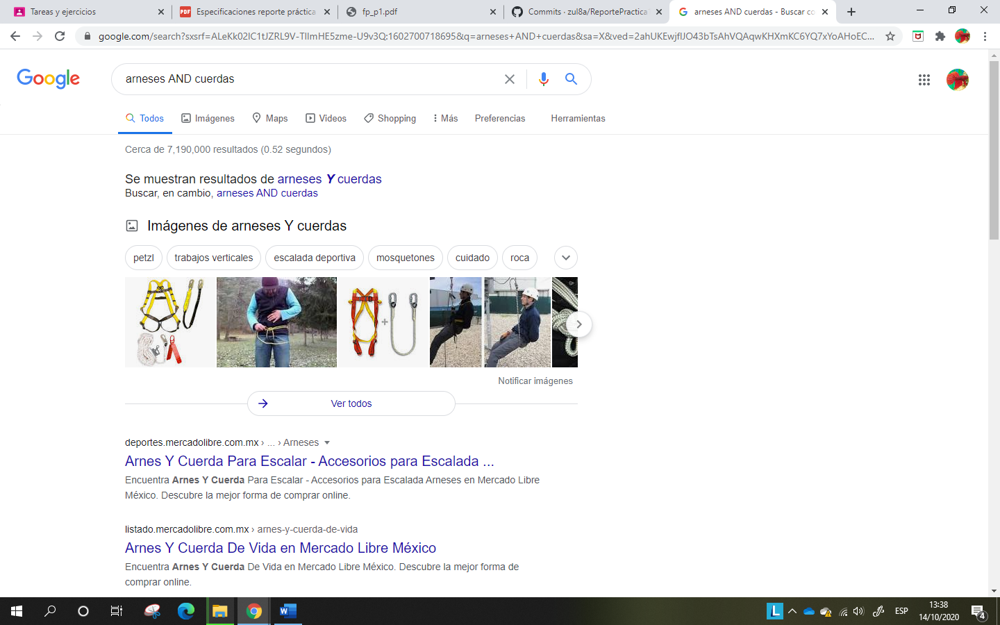 Tareas y ejercicios
Especificaciones reporte práctica
fp_p1.pdf
Commits · zul8a/ReportePractica
arneses AND cuerdas - Buscar co
google.com/search?sxsrf=ALeKk02IC1tJZRL9V-TIlmHE5zme-U9v3Q:1602700718695&q=arneses+AND+cuerdas&sa=X&ved=2ahUKEwjflJO43bTsAhVQAqwKHXmKC6YQ7xYoAHoEC...
Google
arneses AND cuerdas
Todos
Imágenes
Maps
Videos
Shopping
Más
Preferencias
Herramientas
Cerca de 7,190,000 resultados (0.52 segundos)
Se muestran resultados de arneses Y cuerdas
Buscar, en cambio, arneses AND cuerdas
Imágenes de arneses Y cuerdas
petzl
trabajos verticales
escalada deportiva
mosquetones
cuidado
roca
Notificar imágenes
Ver todos
deportes.mercadolibre.com.mx › ... › Arneses
Arnes Y Cuerda Para Escalar - Accesorios para Escalada ...
Encuentra Arnes Y Cuerda Para Escalar - Accesorios para Escalada Arneses en Mercado Libre
México. Descubre la mejor forma de comprar online.
listado.mercadolibre.com.mx › arnes-y-cuerda-de-vida
Arnes Y Cuerda De Vida en Mercado Libre México
Encuentra Arnes Y Cuerda De Vida en Mercado Libre México. Descubre la mejor forma de
comprar online.
L
ESP
13:38
14/10/2020
4